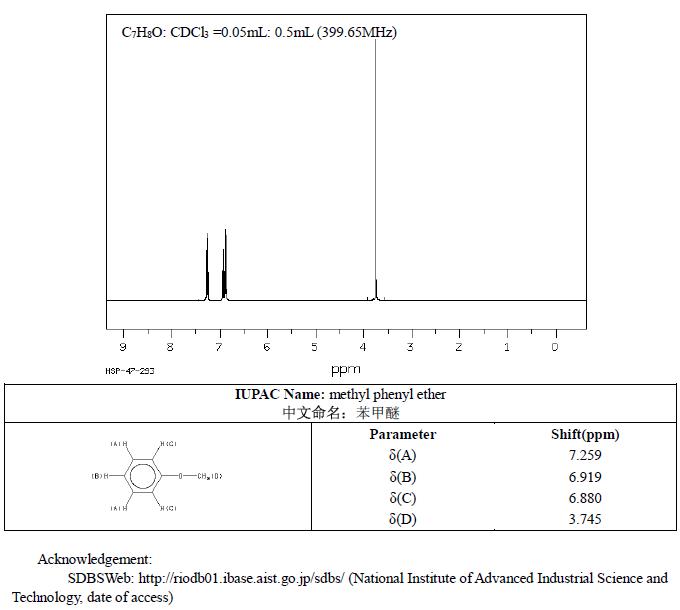 C₇H₈O: CDCl₃ =0.05mL: 0.5mL (399.65MHz)
9 8 7 6 5 4 3 2 1 0
HSP-47-293
ppm
IUPAC Name: methyl phenyl ether
中文命名：苯甲醚
(A)H H(C)
(B)H O—CH₃(D)
(A)H H(C)
Parameter Shift(ppm)
δ(A) 7.259
δ(B) 6.919
δ(C) 6.880
δ(D) 3.745
Acknowledgement:
SDBSWeb: http://riodb01.ibase.aist.go.jp/sdbs/ (National Institute of Advanced Industrial Science and
Technology, date of access)